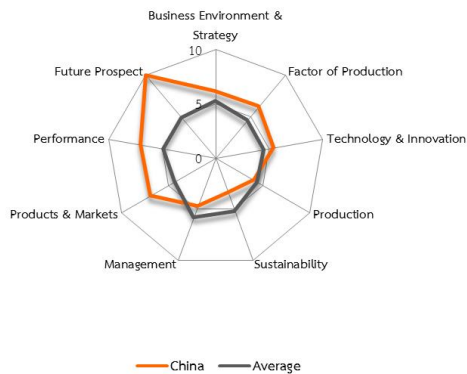 Business Environment &
Strategy
10
Future Prospect
Factor of Production
5
Performance
Technology & Innovation
0
Products & Markets
Production
Management
Sustainability
China
Average